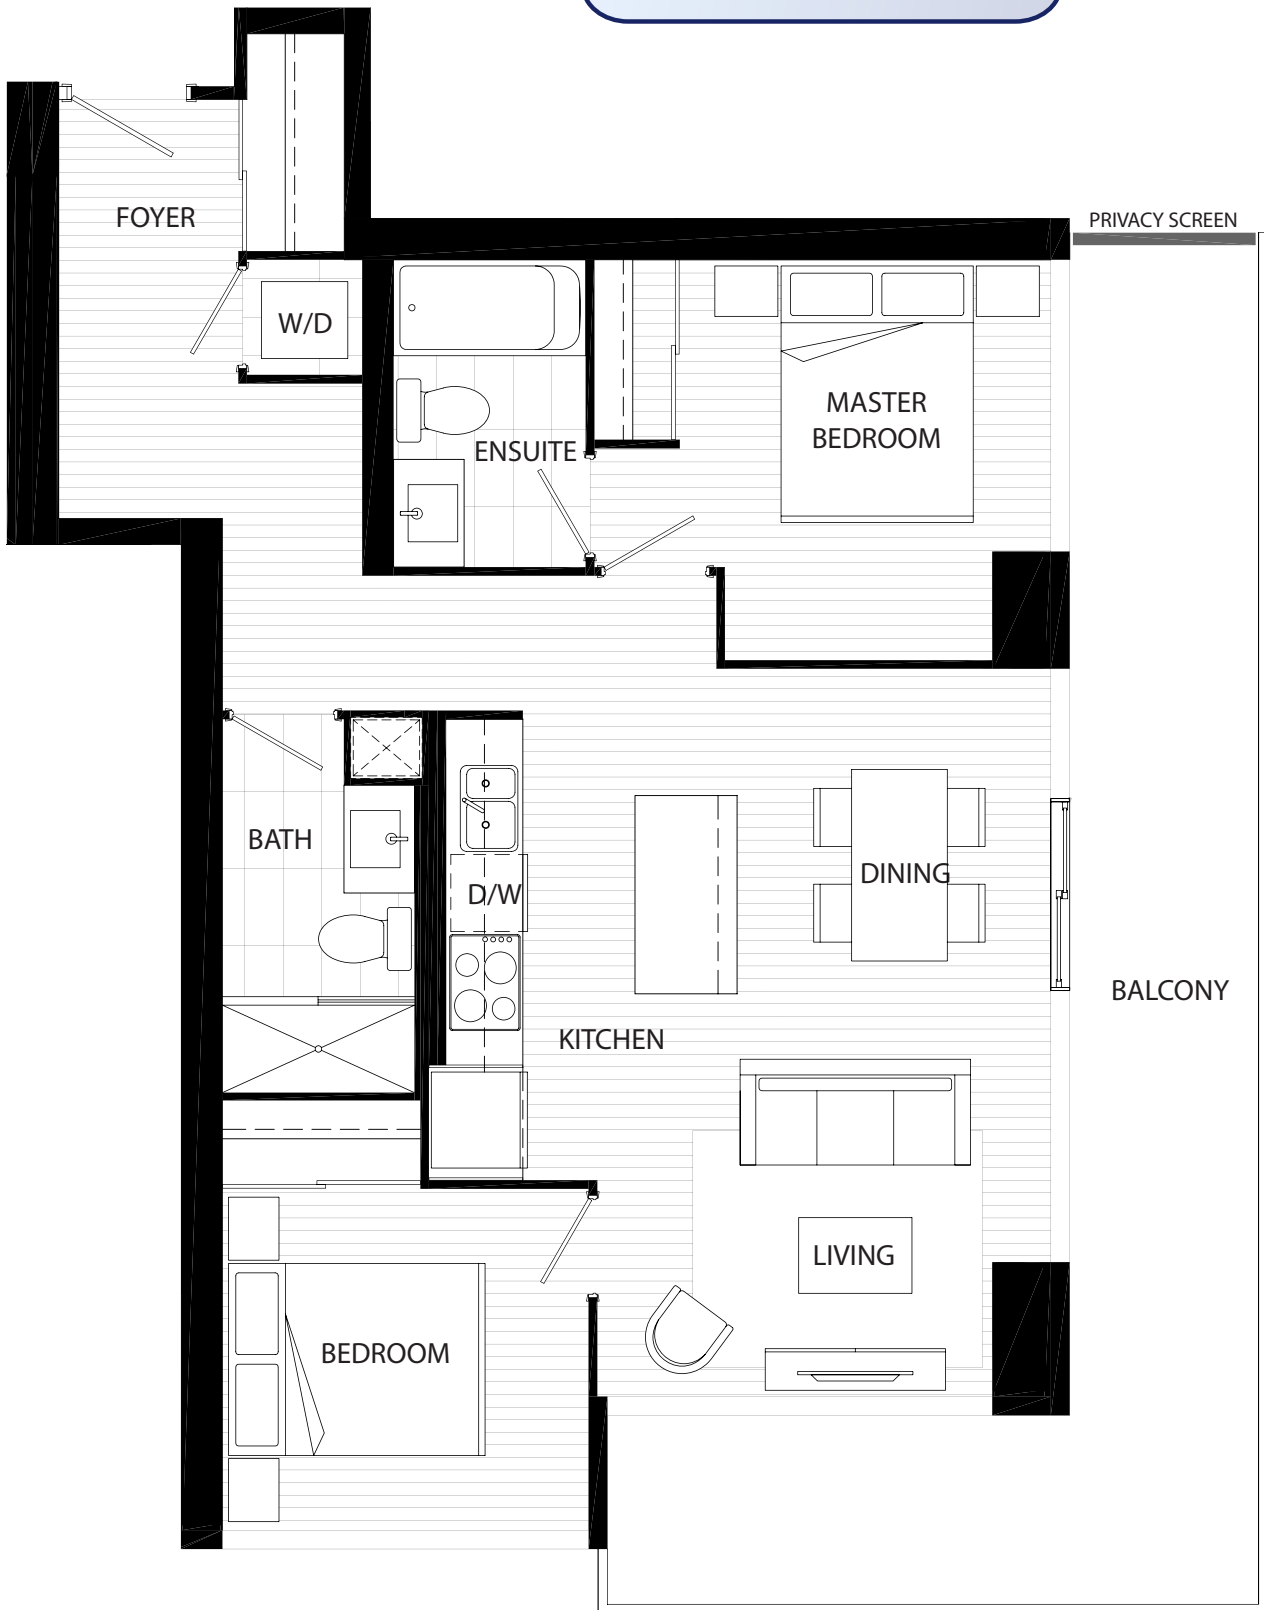 FOYER
PRIVACY SCREEN
W/D
MASTER
BEDROOM
ENSUITE
BATH
DINING
D/W
BALCONY
KITCHEN
LIVING
BEDROOM